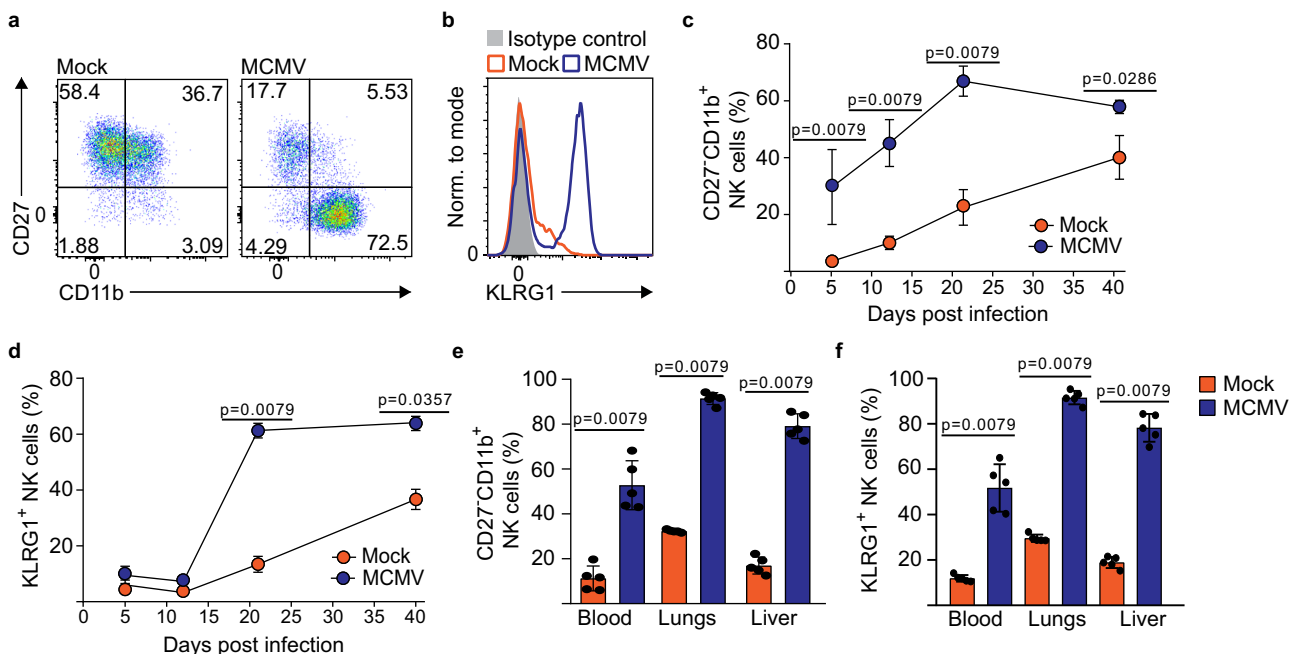 a
Mock
MCMV
58.4
36.7
1.88
3.09
17.7
5.53
4.29
72.5
CD27
0
0
0
CD11b
b
Isotype control
Mock
MCMV
Norm. to mode
0
0
KLRG1
c
CD27⁻CD11b⁺
NK cells (%)
80
60
40
20
p=0.0079
p=0.0079
p=0.0079
p=0.0286
Mock
MCMV
0 5 10 15 20 25 30 35 40
Days post infection
d
KLRG1⁺ NK cells (%)
80
60
40
20
p=0.0079
p=0.0357
Mock
MCMV
0 5 10 15 20 25 30 35 40
Days post infection
e
CD27⁻CD11b⁺
NK cells (%)
100
80
60
40
20
p=0.0079
p=0.0079
p=0.0079
Blood Lungs Liver
f
KLRG1⁺ NK cells (%)
100
80
60
40
20
p=0.0079
p=0.0079
p=0.0079
Blood Lungs Liver
Mock
MCMV